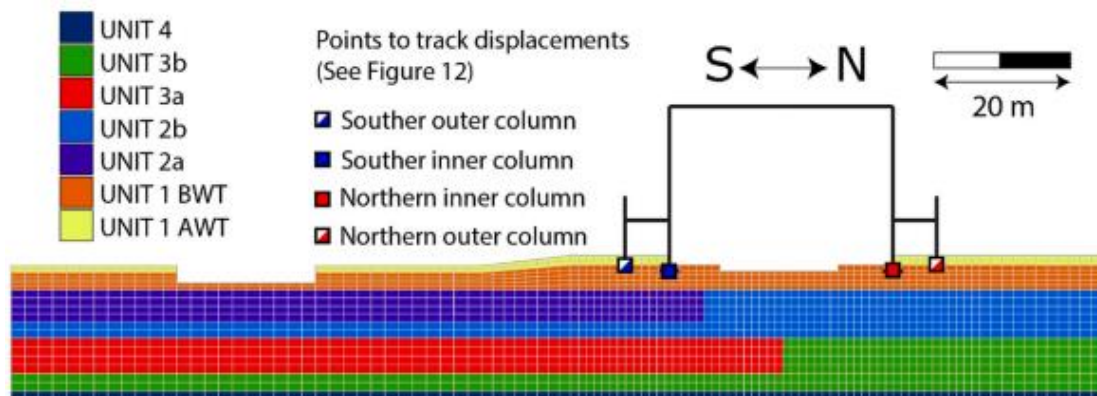 UNIT 4
UNIT 3b
UNIT 3a
UNIT 2b
UNIT 2a
UNIT 1 BWT
UNIT 1 AWT
Points to track displacements
(See Figure 12)
Souther outer column
Souther inner column
Northern inner column
Northern outer column
S N
20 m